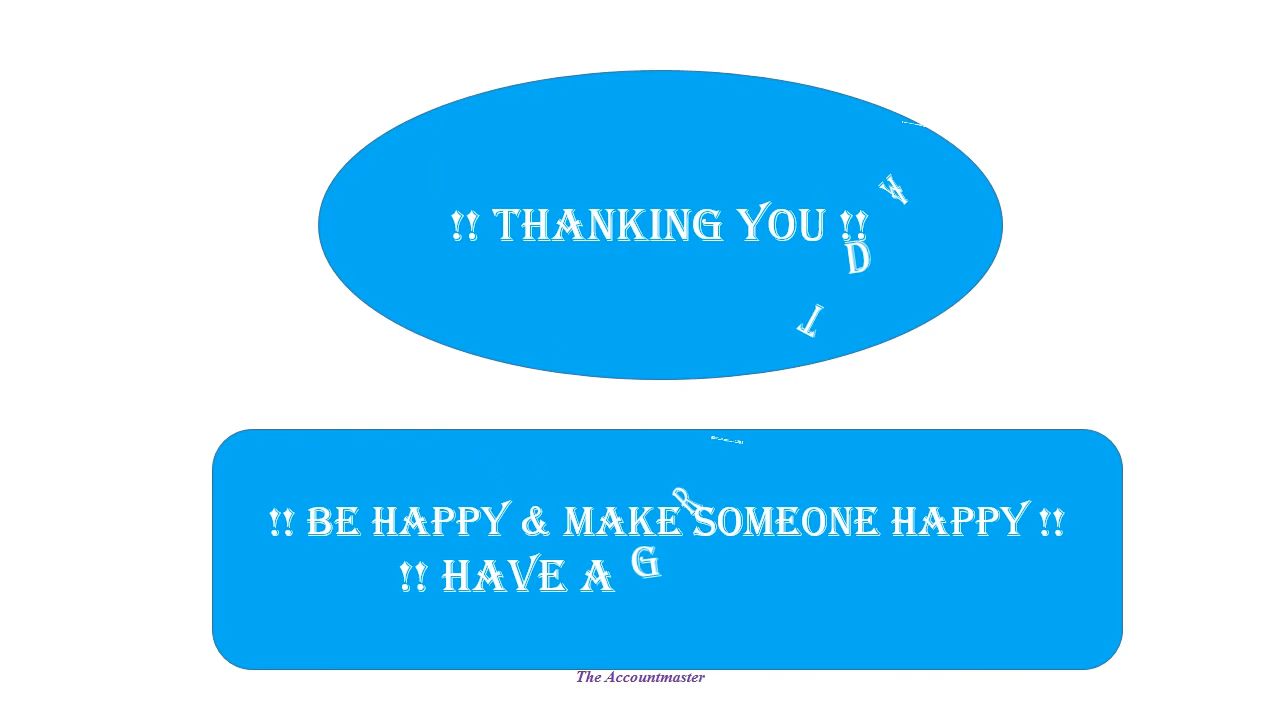 !! THANKING YOU !!
W
D
I
!! BE HAPPY & MAKE SOMEONE HAPPY !!
R
!! HAVE A G
The Accountmaster